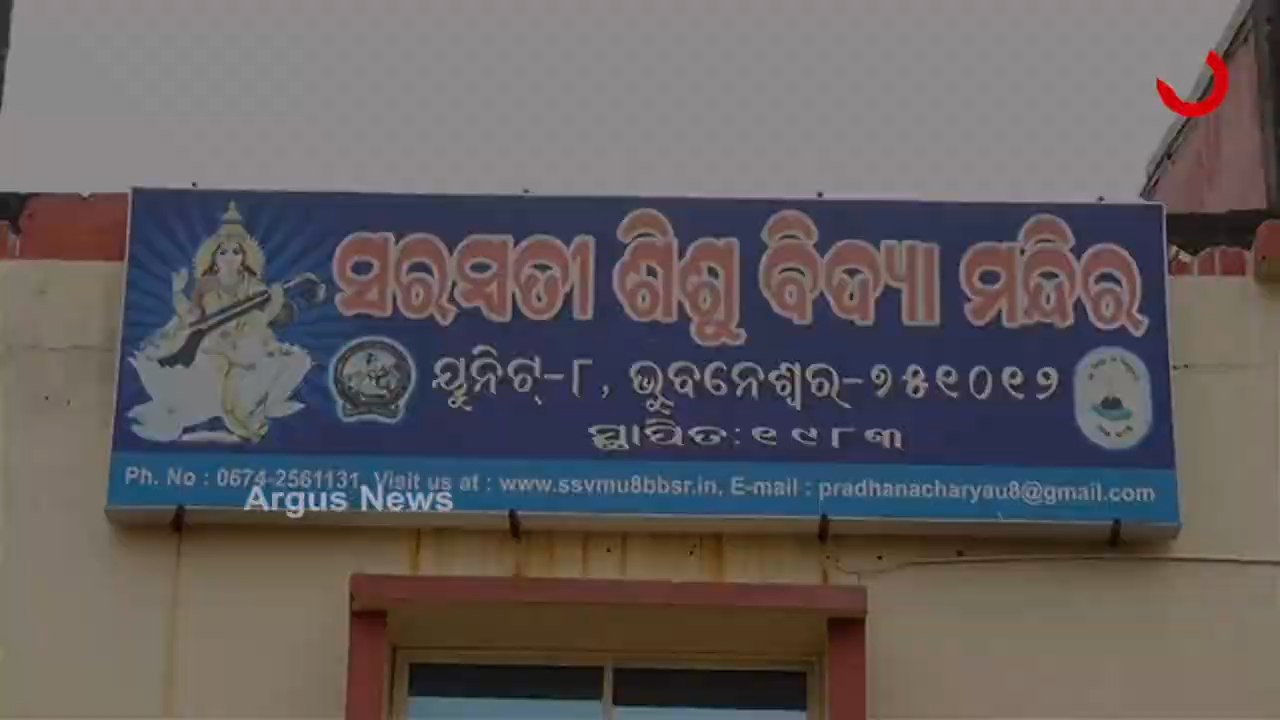 ସରସ୍ୱତୀ ଶିଶୁ ବିଦ୍ୟା ମନ୍ଦିର
ୟୁନିଟ୍-୮, ଭୁବନେଶ୍ୱର-୭୫୧୦୧୨
ସ୍ଥାପିତ: ୧୯୮୩
Ph. No : 0674-2561131, Visit us at : www.ssvmu8bbsr.in, E-mail : pradhanacharyau8@gmail.com
Argus News